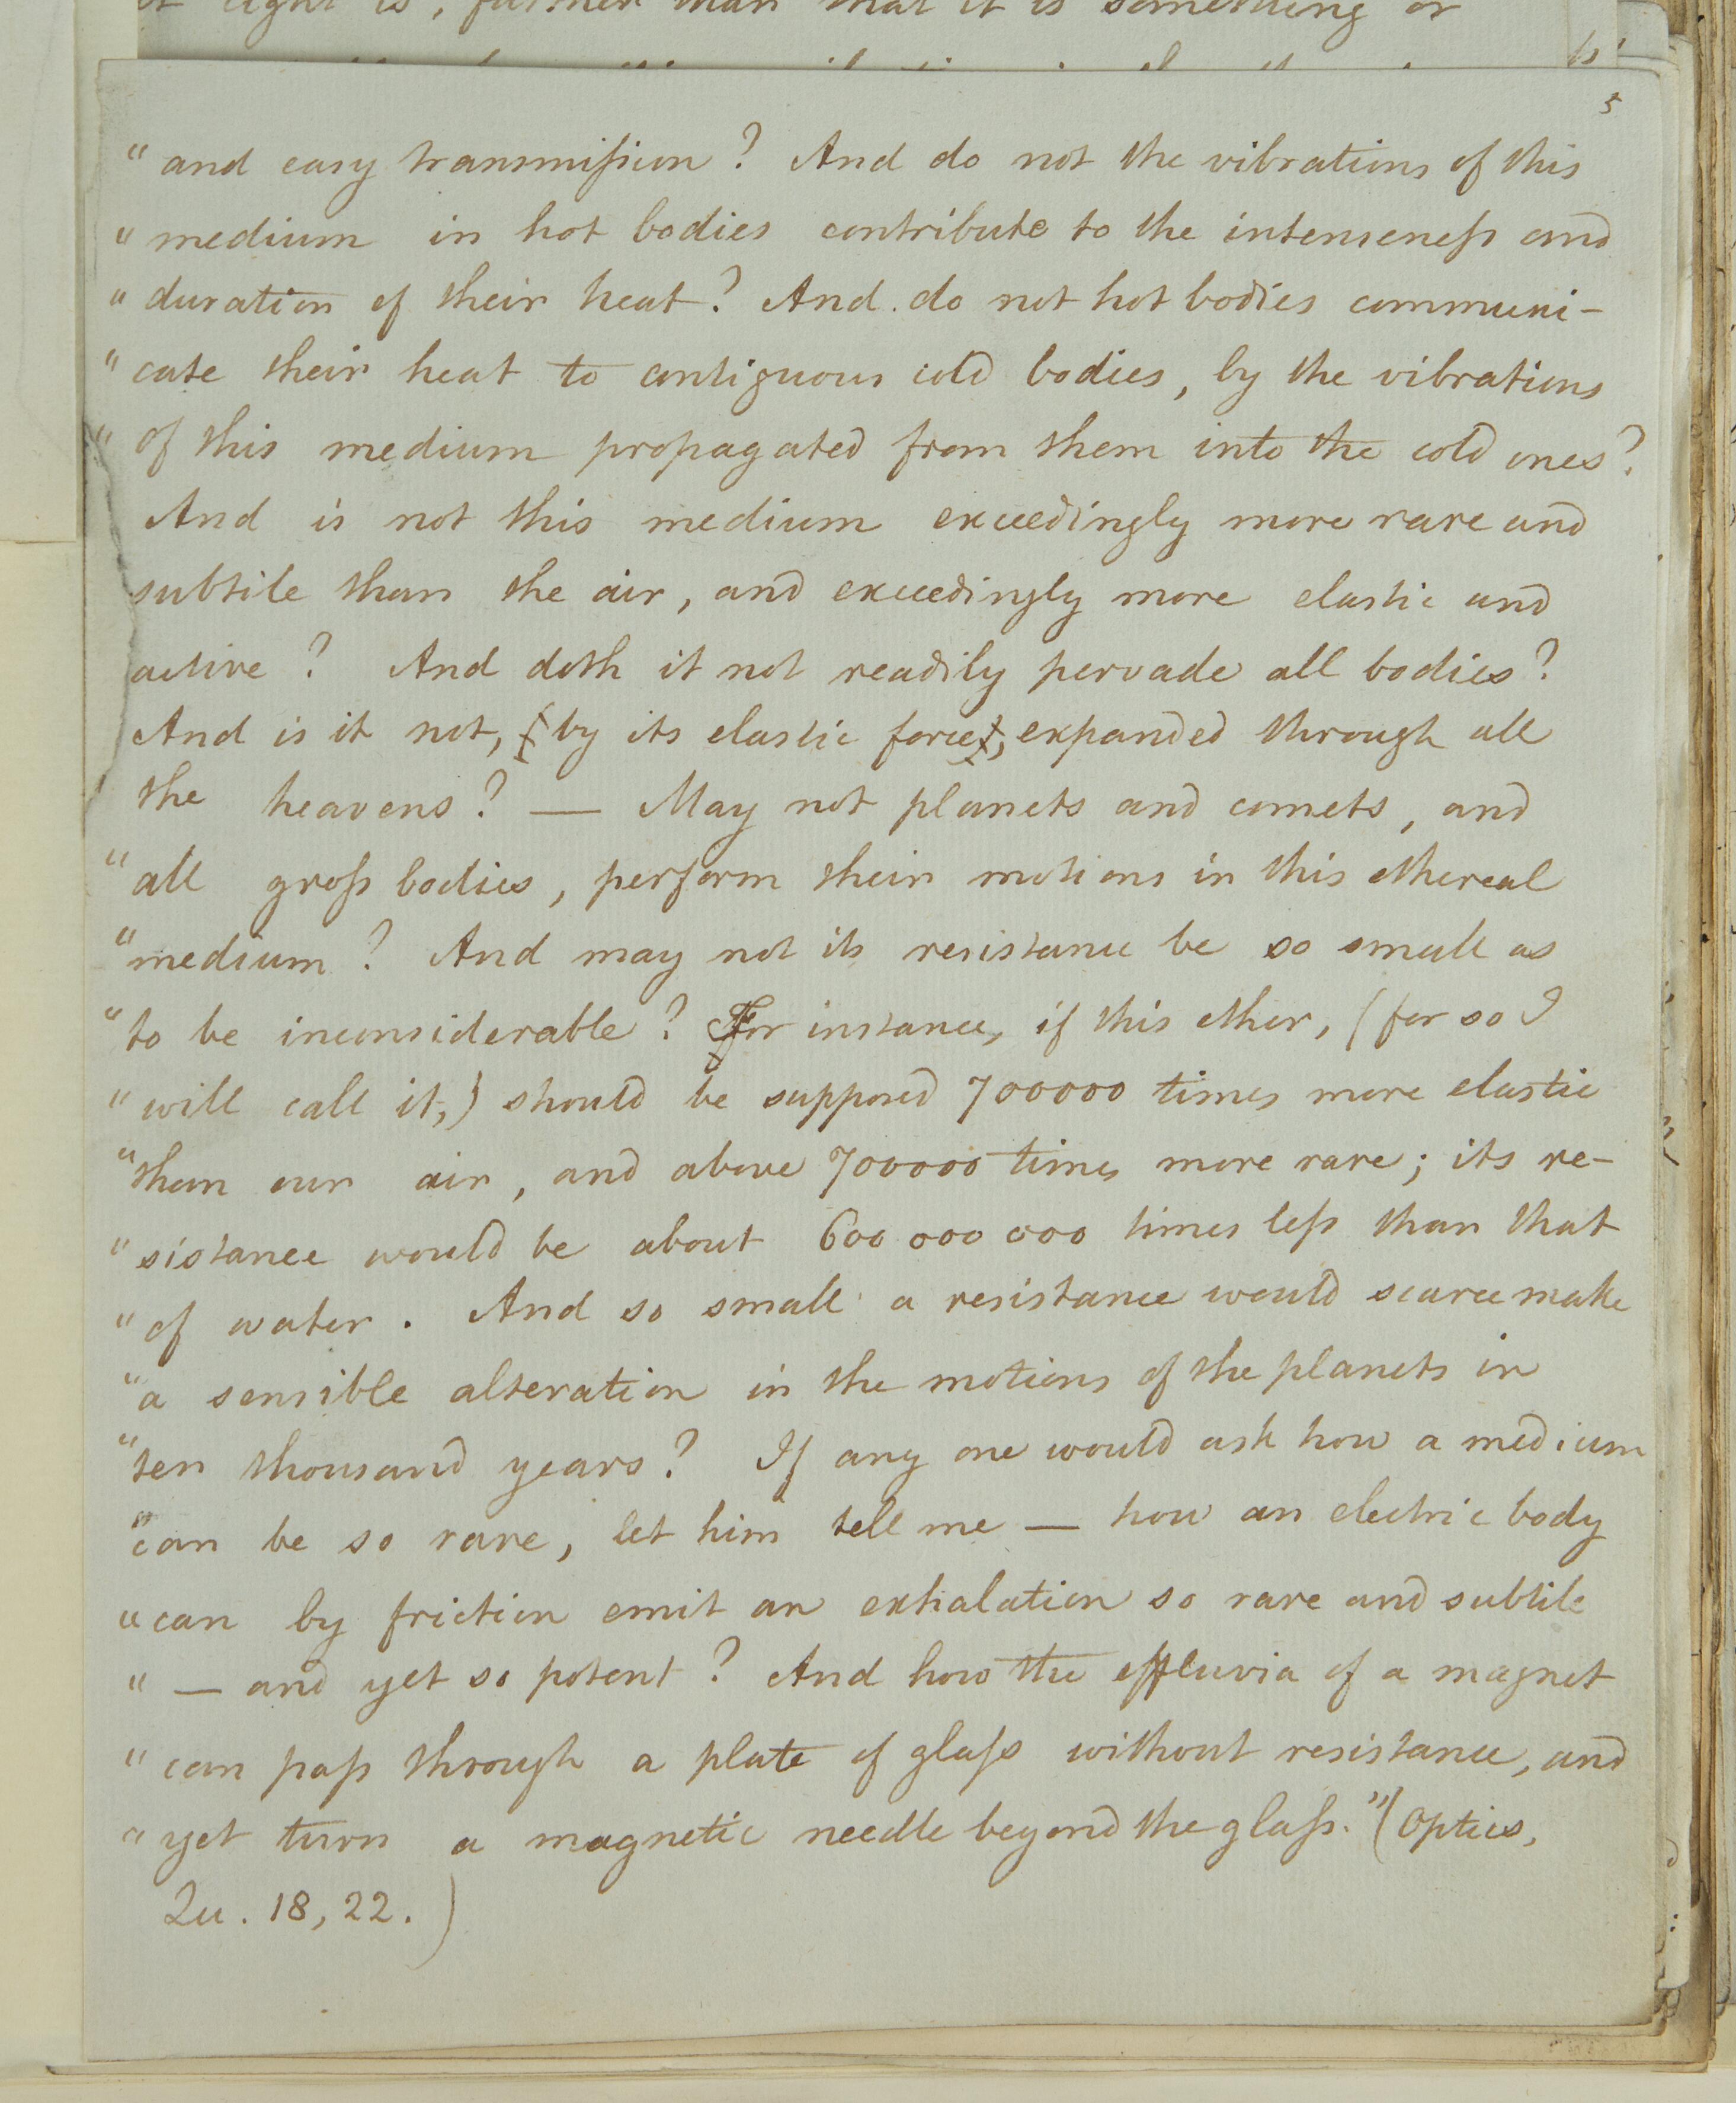 t light is, further than that it is something or
5
" and easy transmiſsion? And do not the vibrations of this
" medium in hot bodies contribute to the intenseneſs and
" duration of their heat? And do not hot bodies communi-
" cate their heat to contiguous cold bodies, by the vibrations
" of this medium propagated from them into the cold ones?
And is not this medium exceedingly more rare and
subtile than the air, and exceedingly more elastic and
active? And doth it not readily pervade all bodies?
And is it not, (by its elastic force), expanded through all
the heavens? — May not planets and comets, and
" all groſs bodies, perform their motions in this ethereal
" medium? And may not its resistance be so small as
" to be inconsiderable? For instance, if this ether, (for so I
" will call it,) should be supposed 700000 times more elastic
" than our air, and above 700000 times more rare; its re-
" sistance would be about 600 000 000 times leſs than that
" of water. And so small a resistance would scarce make
" a sensible alteration in the motions of the planets in
" ten thousand years? If any one would ask how a medium
" can be so rare, let him tell me — how an electric body
" can by friction emit an exhalation so rare and subtile
" — and yet so potent? And how the effluvia of a magnet
" can paſs through a plate of glaſs without resistance, and
" yet turn a magnetic needle beyond the glaſs." (Optics,
Qu. 18, 22.)